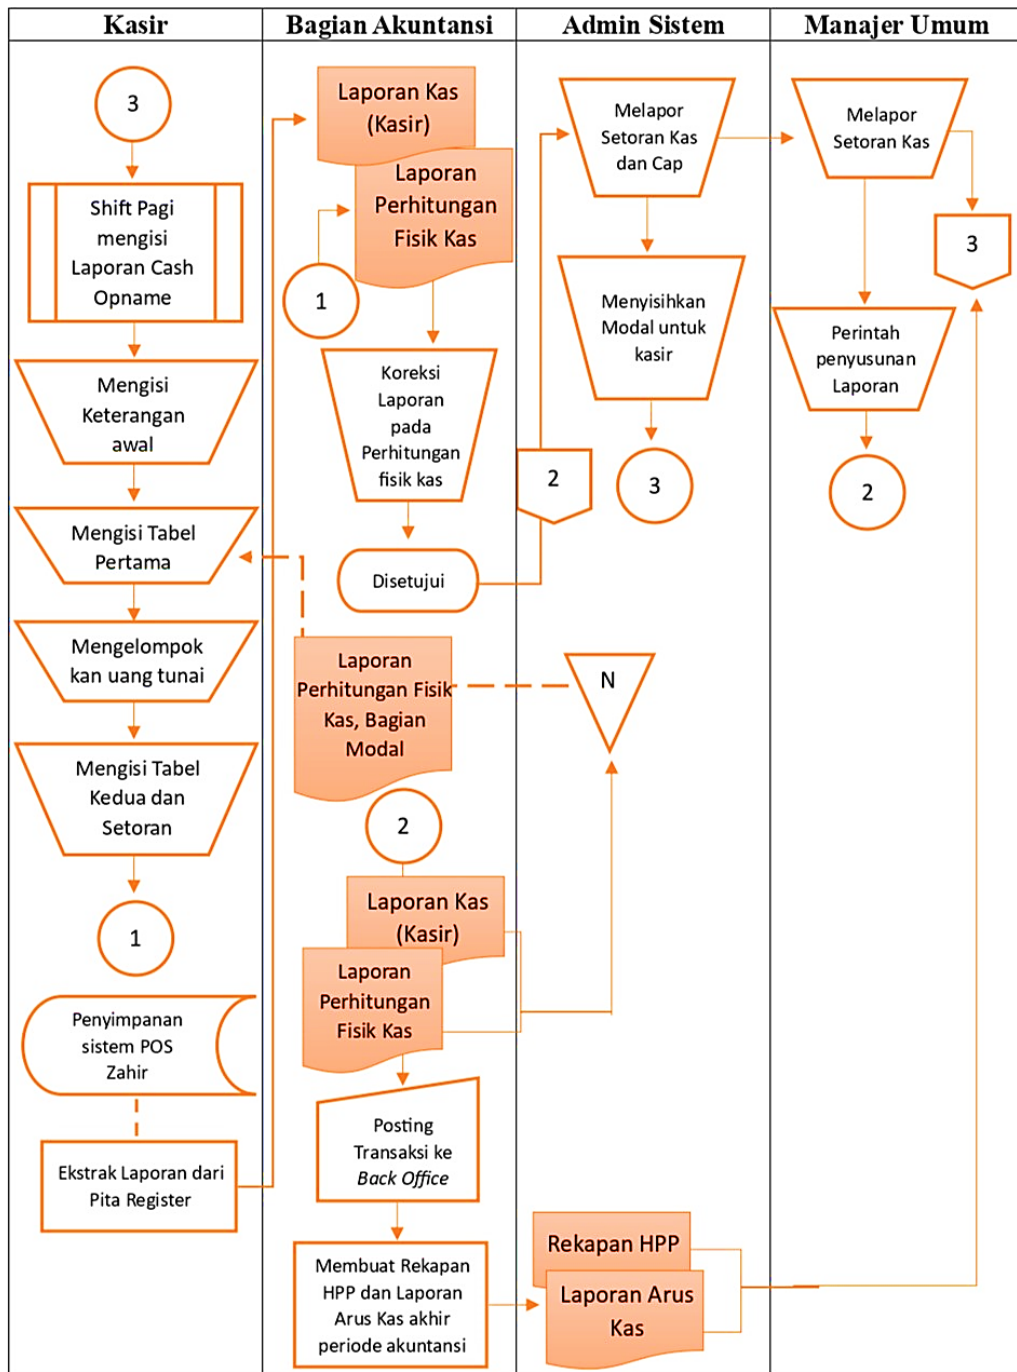 Kasir
Bagian Akuntansi
Admin Sistem
Manajer Umum
3
Shift Pagi
mengisi
Laporan Cash
Opname
Mengisi
Keterangan
awal
Mengisi Tabel
Pertama
Mengelompok
kan uang tunai
Mengisi Tabel
Kedua dan
Setoran
1
Penyimpanan
sistem POS
Zahir
Ekstrak Laporan dari
Pita Register
Laporan Kas
(Kasir)
Laporan
Perhitungan
Fisik Kas
1
Koreksi
Laporan
pada
Perhitungan
fisik kas
Disetujui
Laporan
Perhitungan Fisik
Kas, Bagian
Modal
2
Laporan Kas
(Kasir)
Laporan
Perhitungan
Fisik Kas
Posting
Transaksi ke
Back Office
Membuat Rekapan
HPP dan Laporan
Arus Kas akhir
periode akuntansi
Melapor
Setoran Kas
dan Cap
Menyisihkan
Modal untuk
kasir
2
3
N
Rekapan HPP
Laporan Arus
Kas
Melapor
Setoran Kas
3
Perintah
penyusunan
Laporan
2